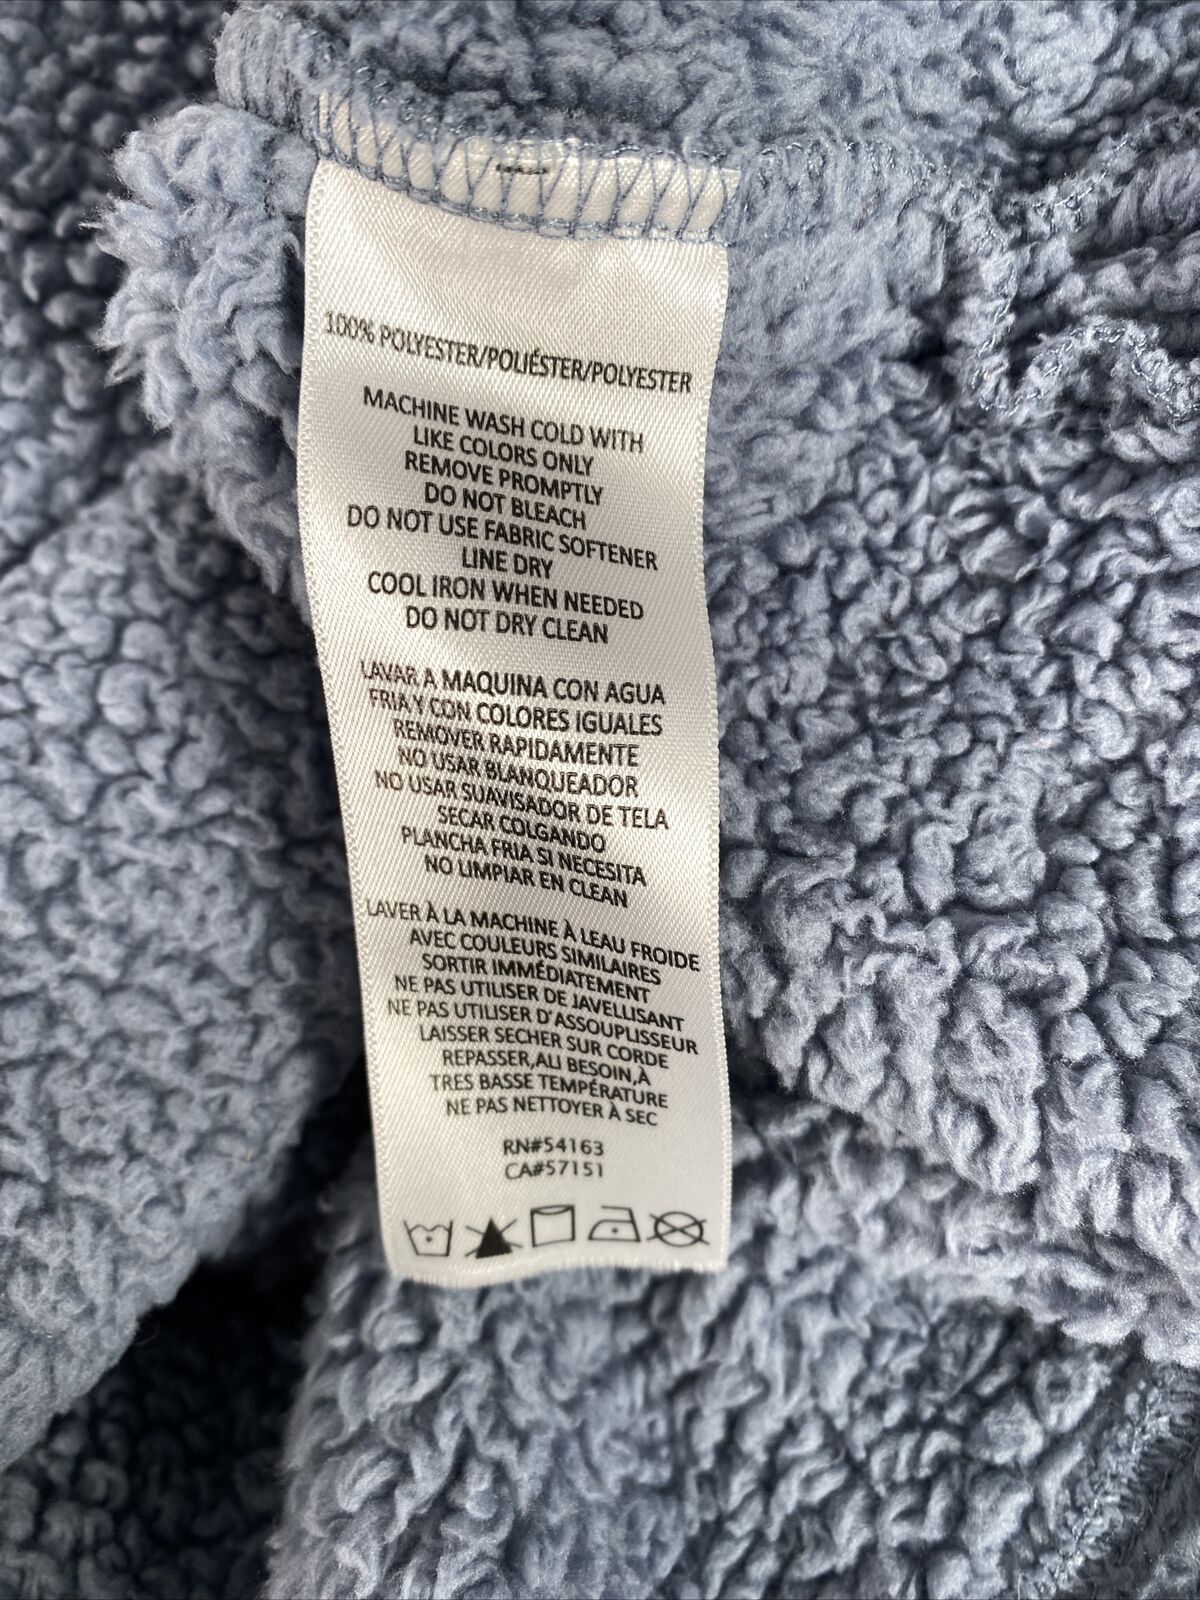 100% POLYESTER/POLIÉSTER/POLYESTER
MACHINE WASH COLD WITH
LIKE COLORS ONLY
REMOVE PROMPTLY
DO NOT BLEACH
DO NOT USE FABRIC SOFTENER
LINE DRY
COOL IRON WHEN NEEDED
DO NOT DRY CLEAN
LAVAR A MAQUINA CON AGUA
FRIA Y CON COLORES IGUALES
REMOVER RAPIDAMENTE
NO USAR BLANQUEADOR
NO USAR SUAVISADOR DE TELA
SECAR COLGANDO
PLANCHA FRIA SI NECESITA
NO LIMPIAR EN CLEAN
LAVER À LA MACHINE À LEAU FROIDE
AVEC COULEURS SIMILAIRES
SORTIR IMMÉDIATEMENT
NE PAS UTILISER DE JAVELLISANT
NE PAS UTILISER D'ASSOUPLISSEUR
LAISSER SECHER SUR CORDE
REPASSER,AU BESOIN,À
TRES BASSE TEMPÉRATURE
NE PAS NETTOYER À SEC
RN#54163
CA#57151